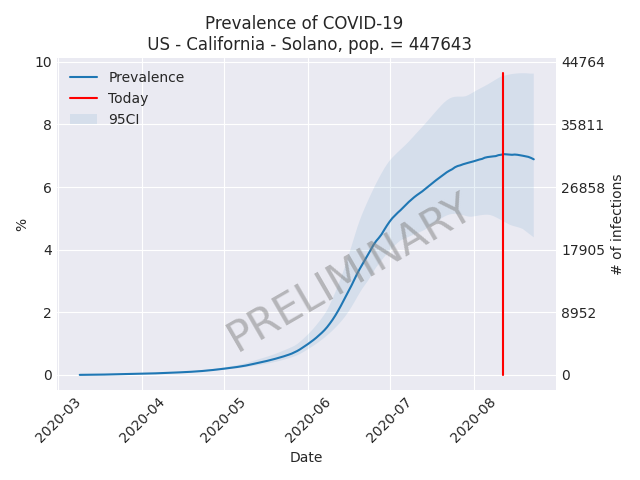 Prevalence of COVID-19
US - California - Solano, pop. = 447643
10
8
6
4
2
0
%
44764
35811
26858
17905
8952
0
# of infections
Prevalence
Today
95CI
PRELIMINARY
2020-03
2020-04
2020-05
2020-06
2020-07
2020-08
Date